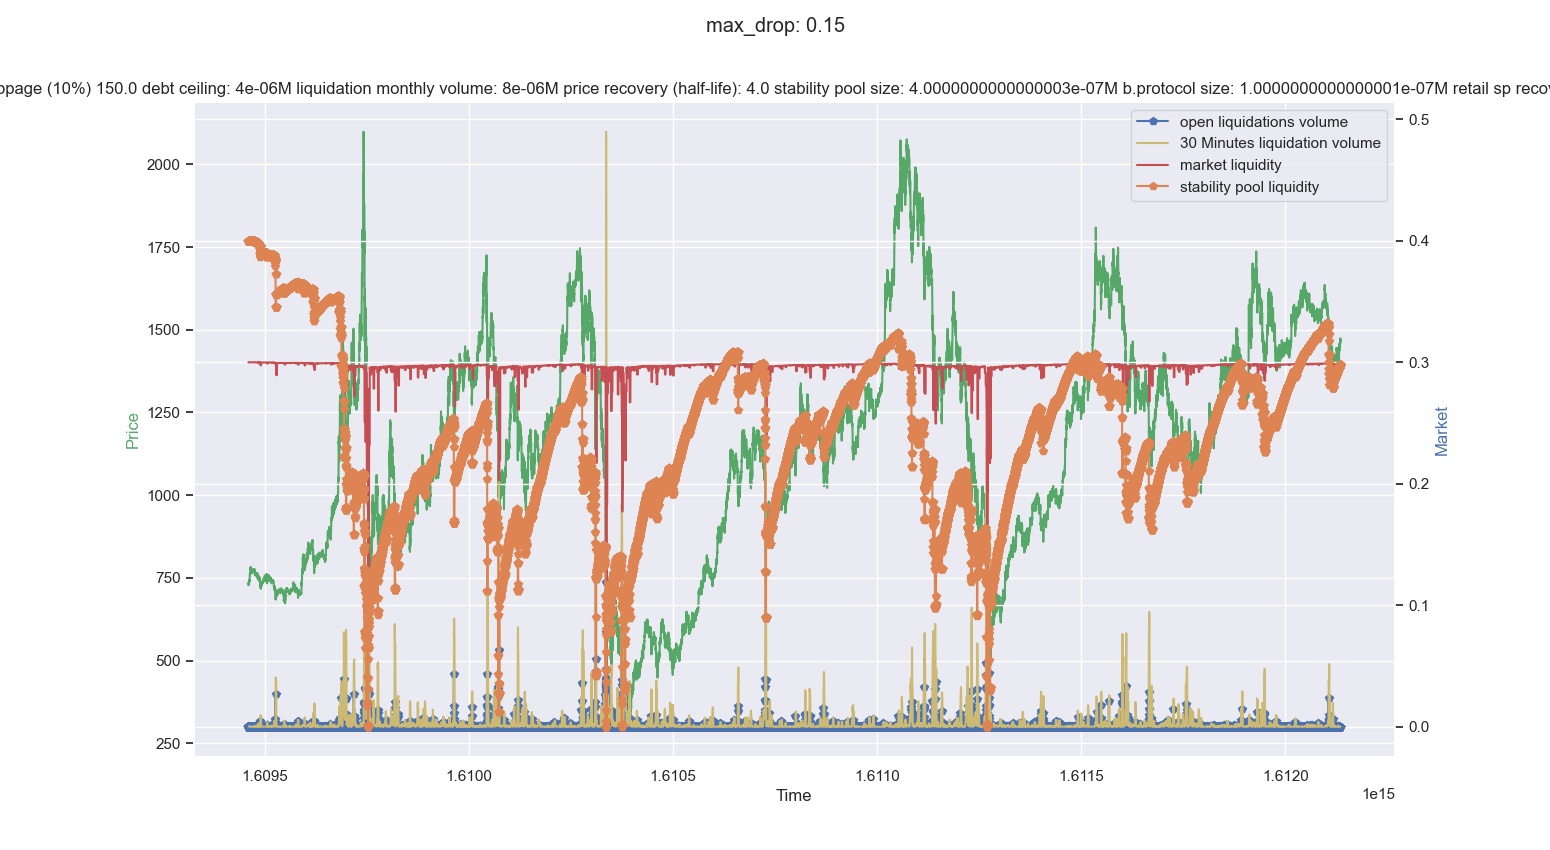 max_drop: 0.15
(10%) 150.0 debt ceiling: 4e-06M liquidation monthly volume: 8e-06M price recovery (half-life): 4.0 stability pool size: 4.0000000000000003e-07M b.protocol size: 1.0000000000000001e-07M retail sp
open liquidations volume
30 Minutes liquidation volume
market liquidity
stability pool liquidity
2000
1750
1500
1250
1000
750
500
250
Price
0.5
0.4
0.3
0.2
0.1
0.0
Market
1.6095
1.6100
1.6105
1.6110
1.6115
1.6120
1e15
Time